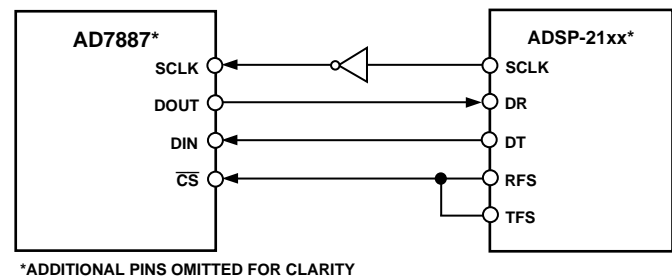 AD7887*
ADSP-21xx*
SCLK
SCLK
DOUT
DR
DIN
DT
CS
RFS
TFS
*ADDITIONAL PINS OMITTED FOR CLARITY